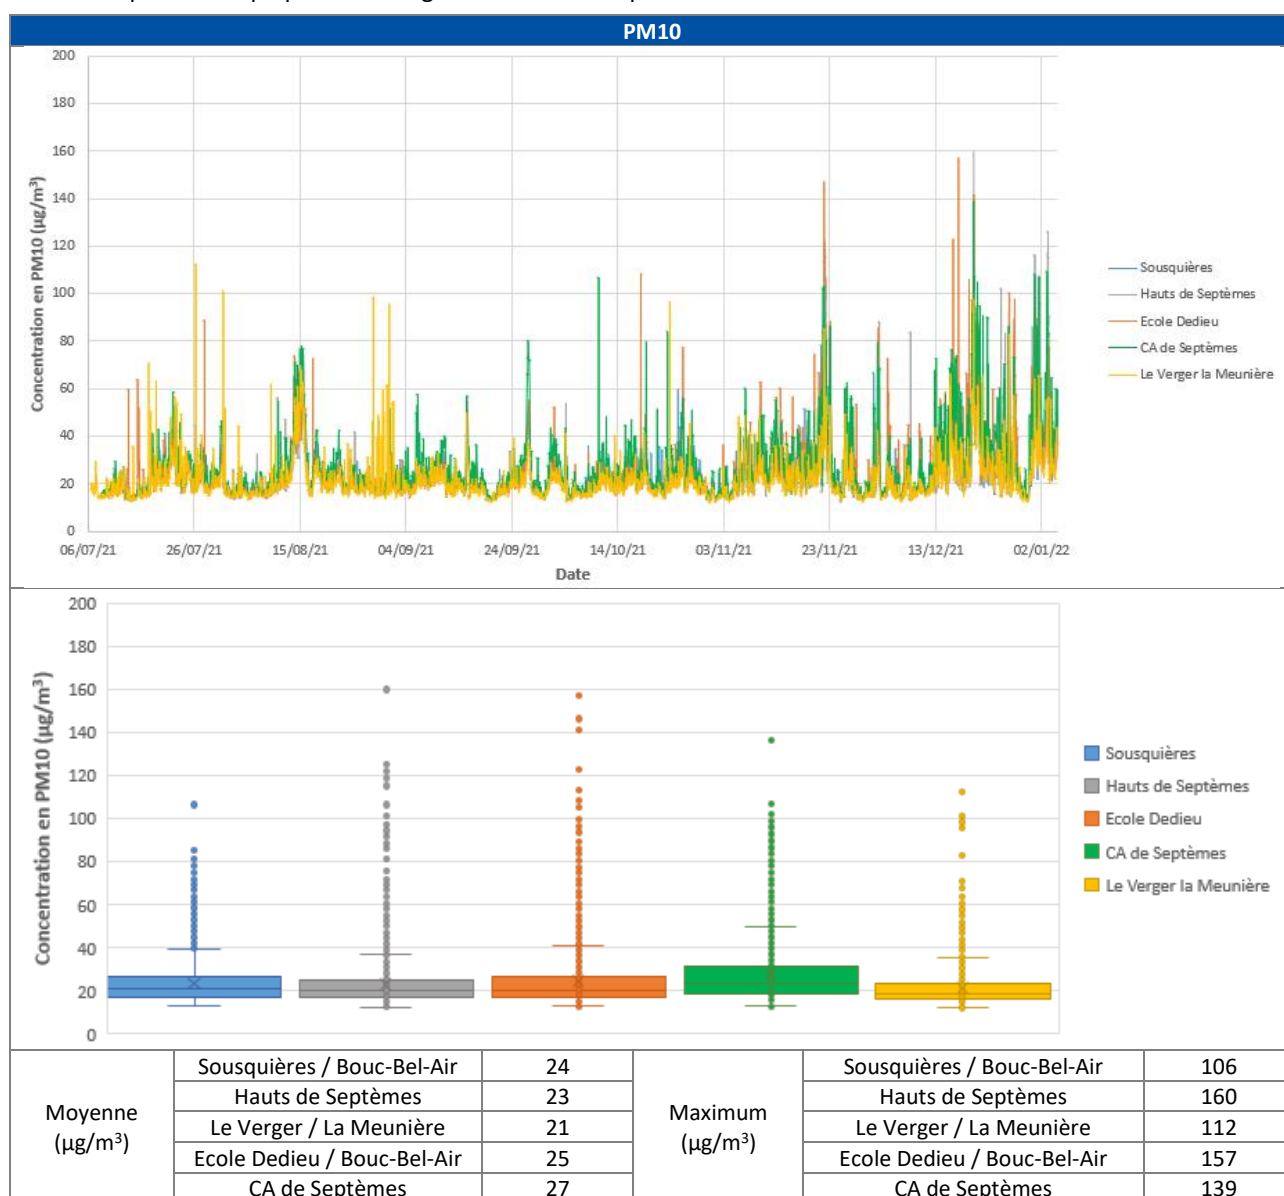 PM10
200
180
160
140
120
100
80
60
40
20
0
Concentration en PM10 (µg/m³)
06/07/21 26/07/21 15/08/21 04/09/21 24/09/21 14/10/21 03/11/21 23/11/21 13/12/21 02/01/22
Date
Sousquières
Hauts de Septèmes
Ecole Dedieu
CA de Septèmes
Le Verger la Meunière
200
180
160
140
120
100
80
60
40
20
0
Concentration en PM10 (µg/m³)
Sousquières
Hauts de Septèmes
Ecole Dedieu
CA de Septèmes
Le Verger la Meunière
Moyenne
(µg/m³)
Sousquières / Bouc-Bel-Air 24
Hauts de Septèmes 23
Le Verger / La Meunière 21
Ecole Dedieu / Bouc-Bel-Air 25
CA de Septèmes 27
Maximum
(µg/m³)
Sousquières / Bouc-Bel-Air 106
Hauts de Septèmes 160
Le Verger / La Meunière 112
Ecole Dedieu / Bouc-Bel-Air 157
CA de Septèmes 139